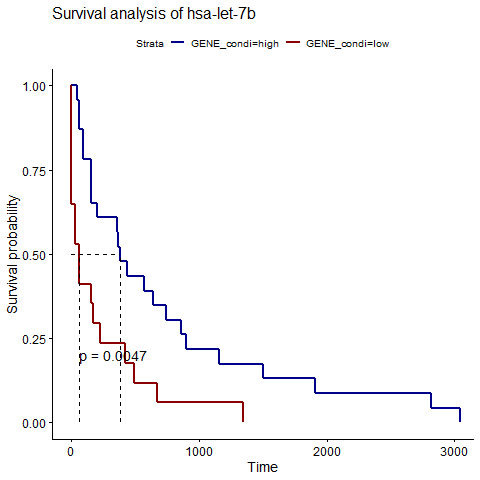 Survival analysis of hsa-let-7b
Strata GENE_condi=high GENE_condi=low
Survival probability
1.00
0.75
0.50
0.25
0.00
p = 0.0047
0 1000 2000 3000
Time